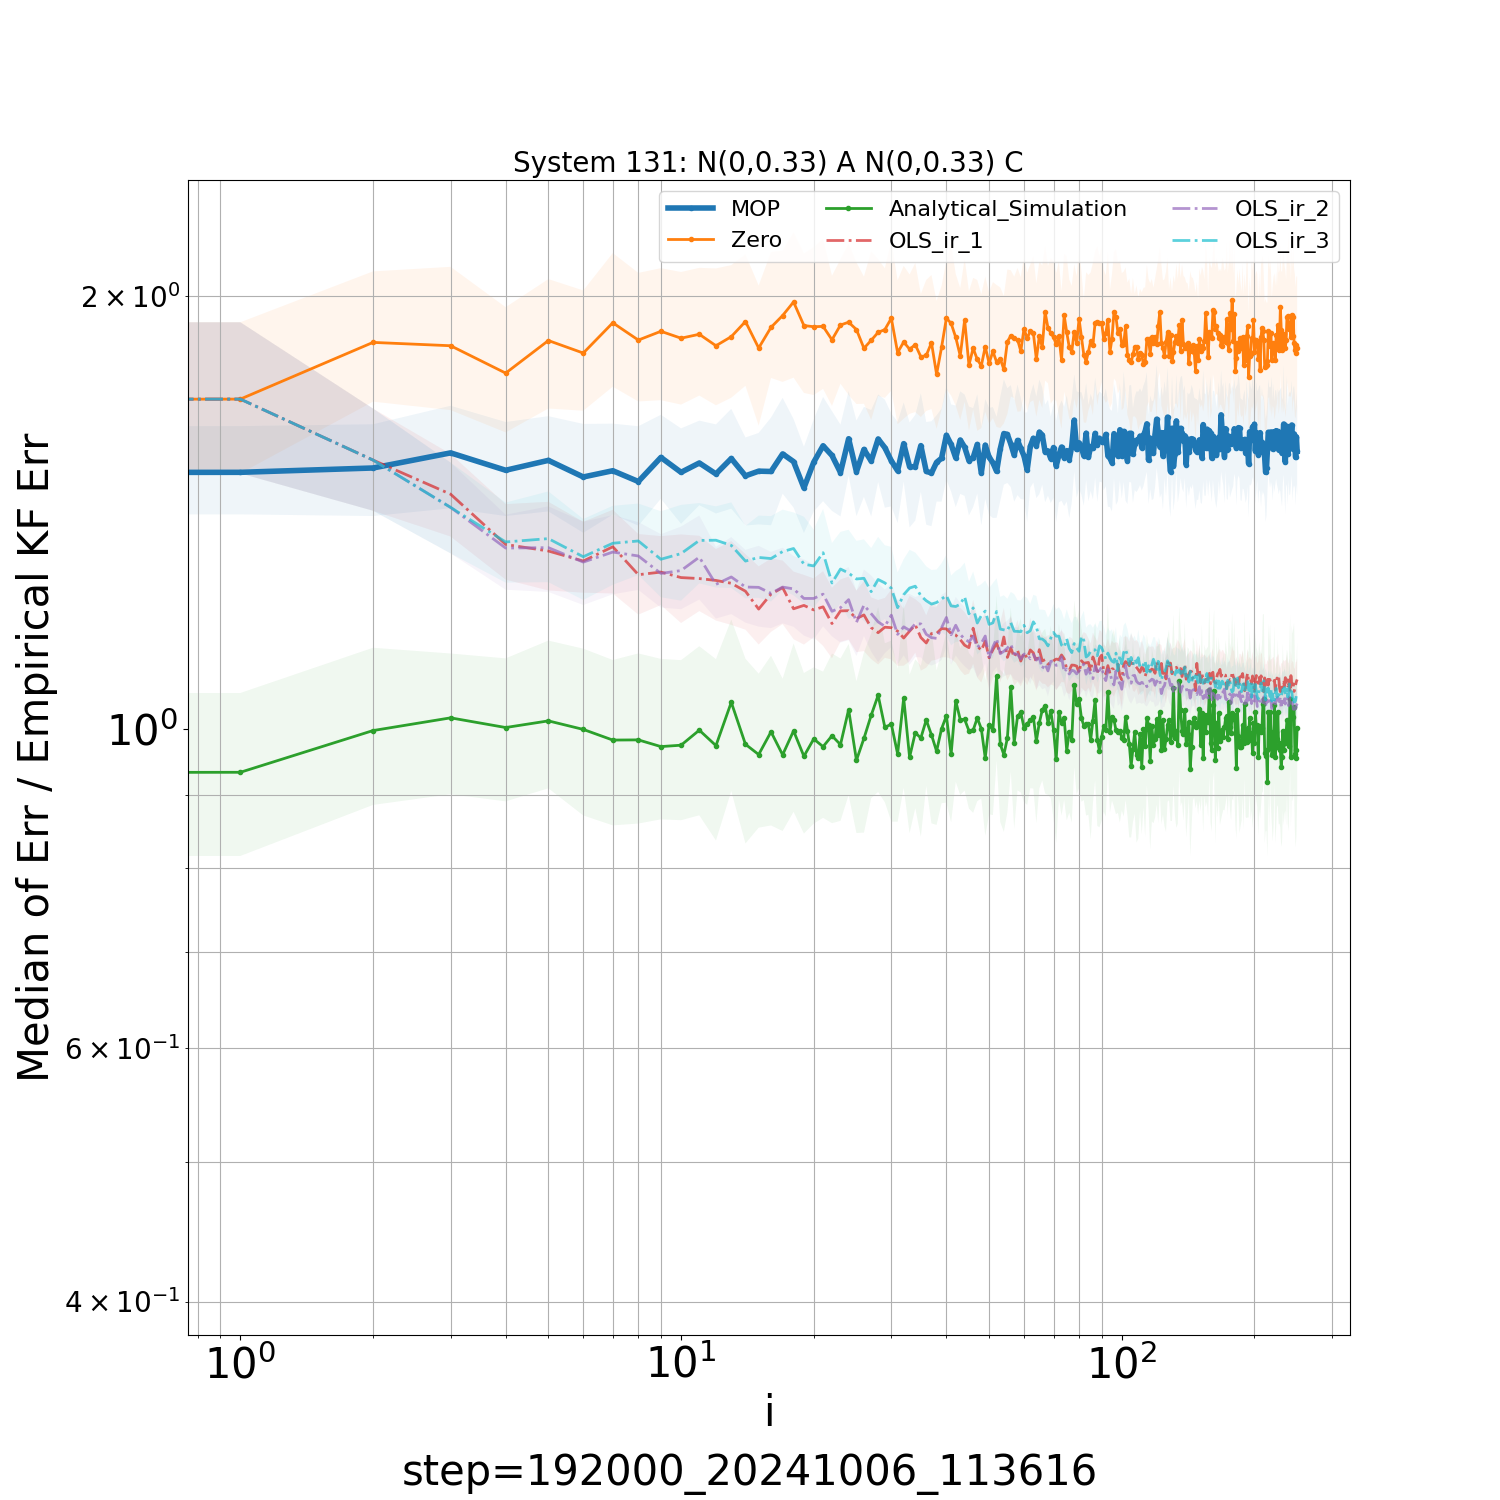 System 131: N(0,0.33) A N(0,0.33) C
MOP
Zero
Analytical_Simulation
OLS_ir_1
OLS_ir_2
OLS_ir_3
Median of Err / Empirical KF Err
2 × 10⁰
10⁰
6 × 10⁻¹
4 × 10⁻¹
10⁰ 10¹ 10²
i
step=192000_20241006_113616